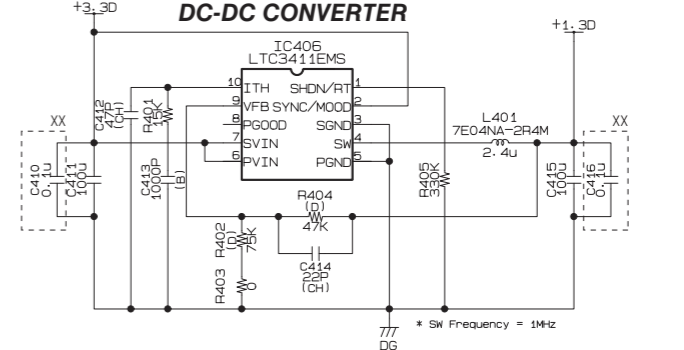 DC-DC CONVERTER
+3.3D
+1.3D
IC406
LTC3411EMS
10 ITH SHDN/RT 1
9 VFB SYNC/MOOD 2
8 PGOOD SGND 3
7 SVIN SW 4
6 PVIN PGND 5
XX
C410
0.1u
C411
100u
C412
47P
(CH)
R401
15K
C413
1000P
(B)
R402
(D)
75K
R403
0
R404
(D)
47K
C414
22P
(CH)
R405
330K
L401
7E04NA-2R4M
2.4u
C415
100u
C416
0.1u
XX
* SW Frequency = 1MHz
DG